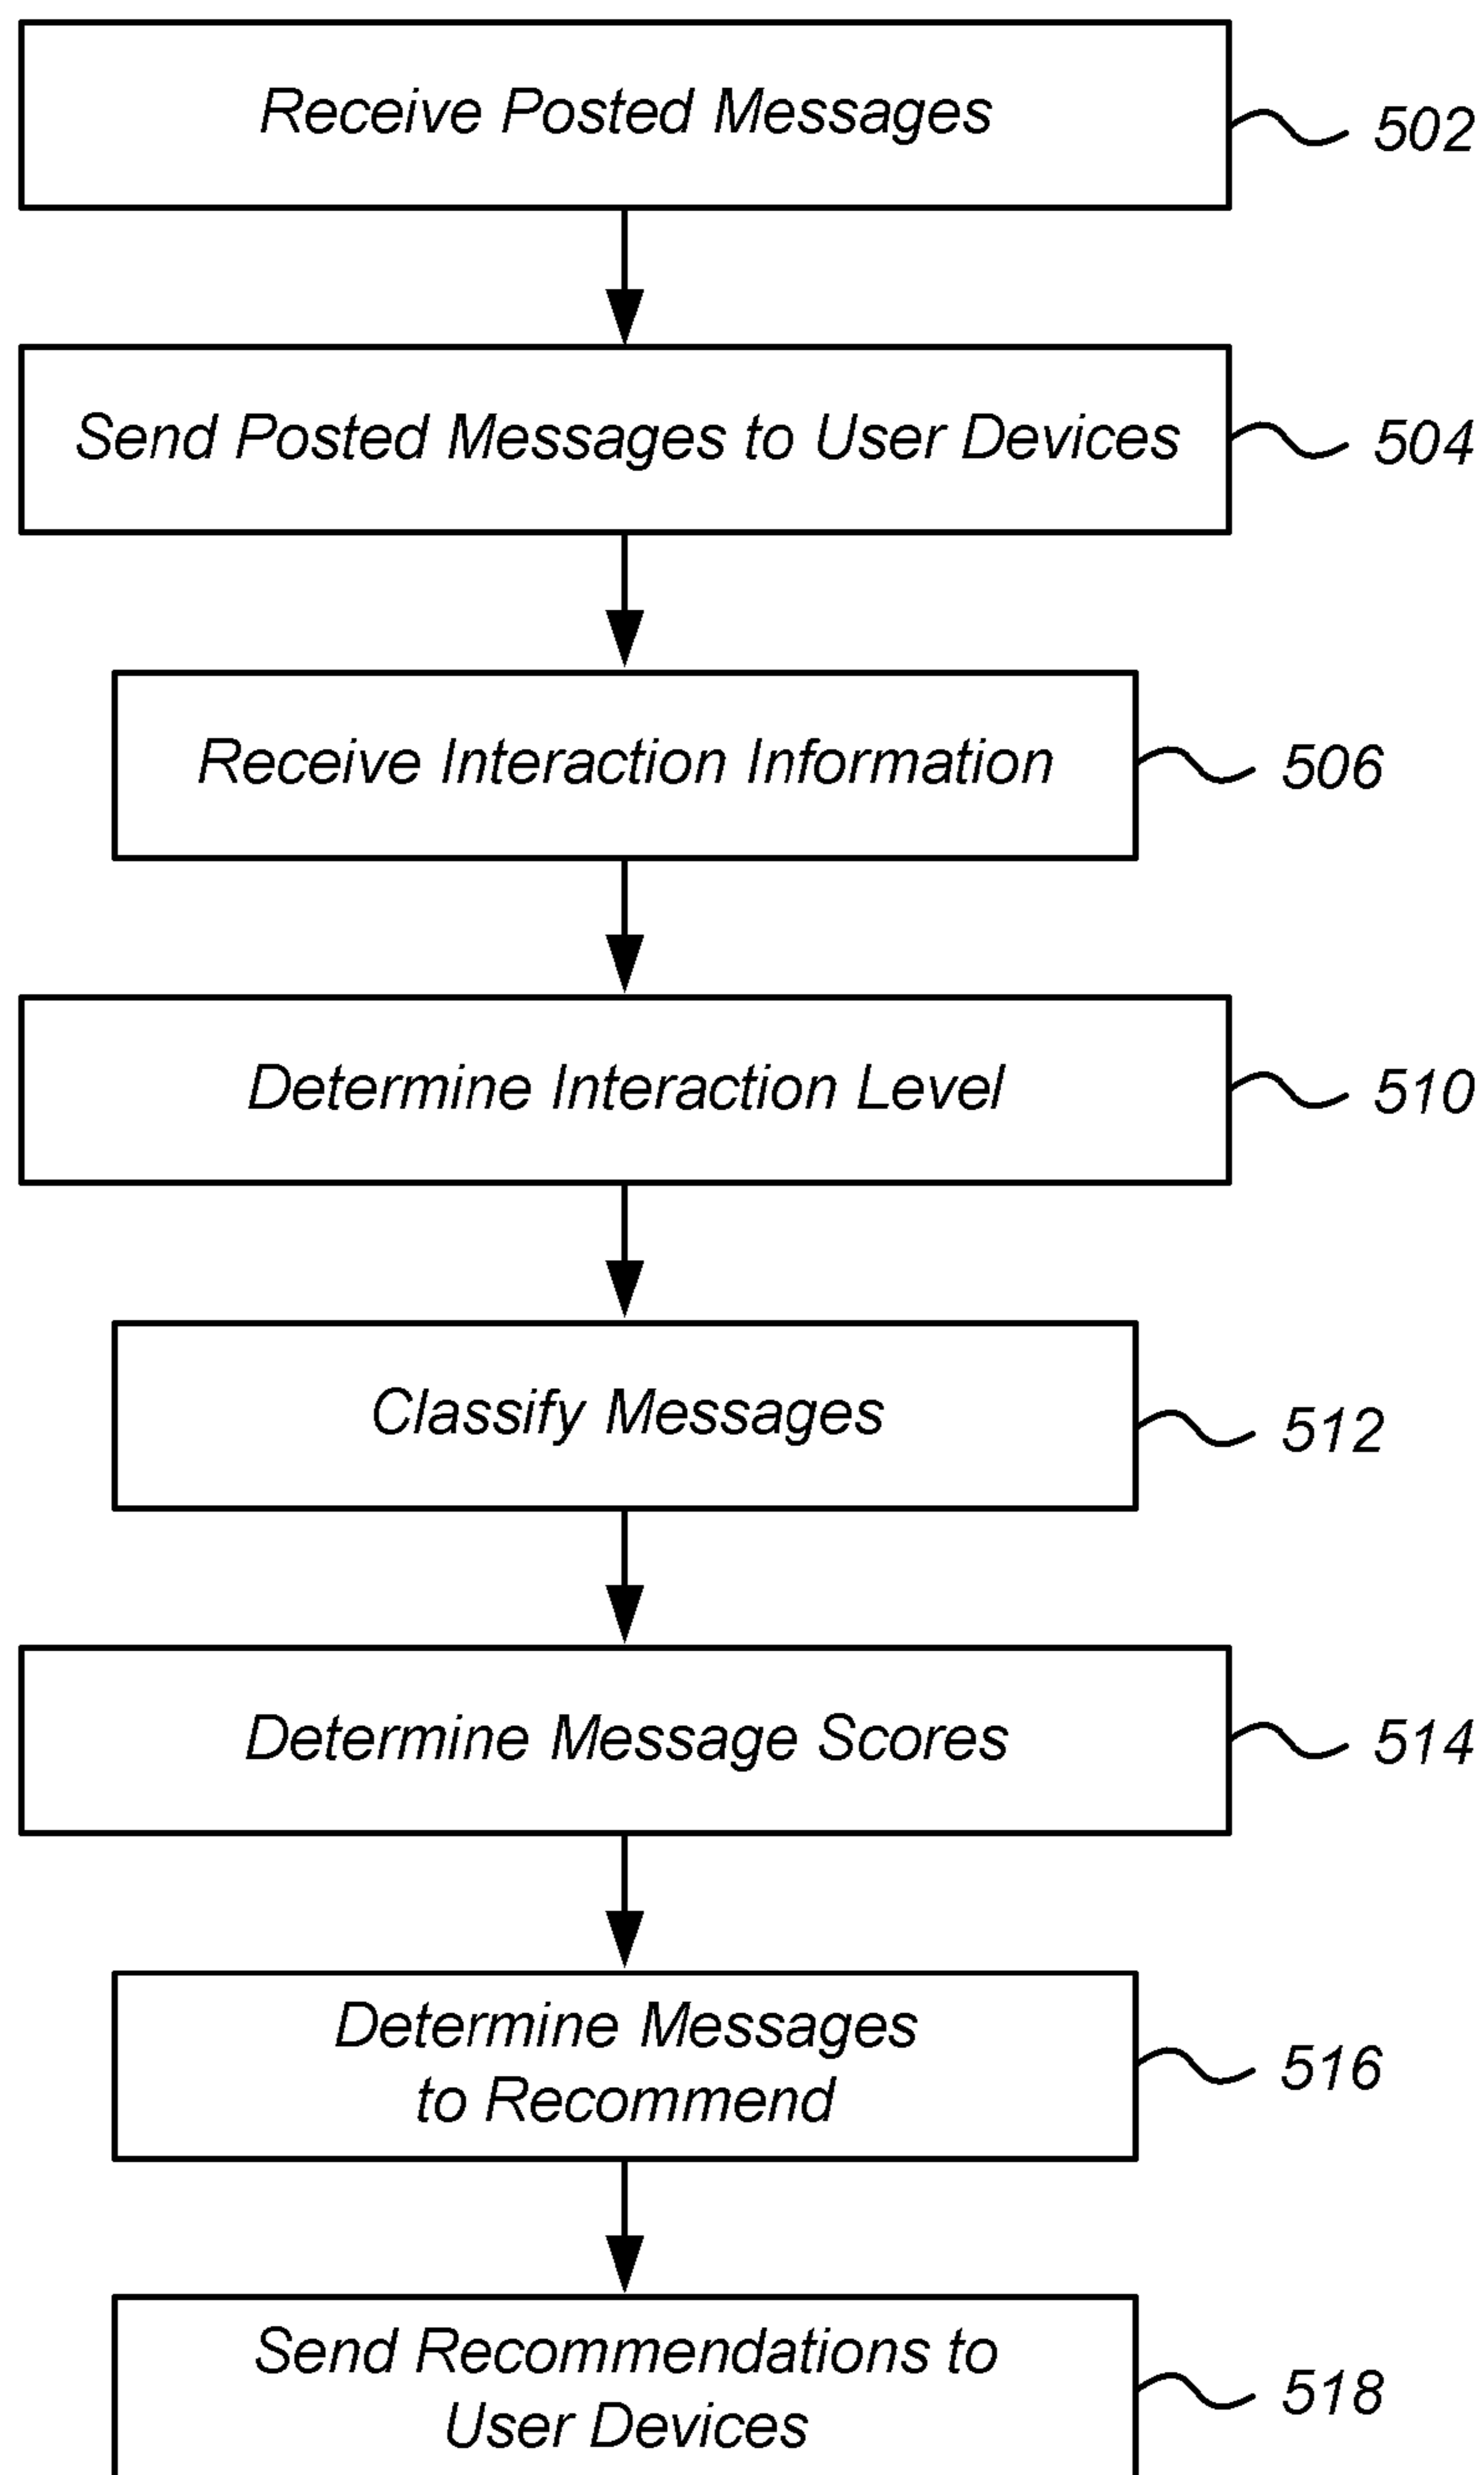 Receive Posted Messages
502
Send Posted Messages to User Devices
504
Receive Interaction Information
506
Determine Interaction Level
510
Classify Messages
512
Determine Message Scores
514
Determine Messages
to Recommend
516
Send Recommendations to
User Devices
518